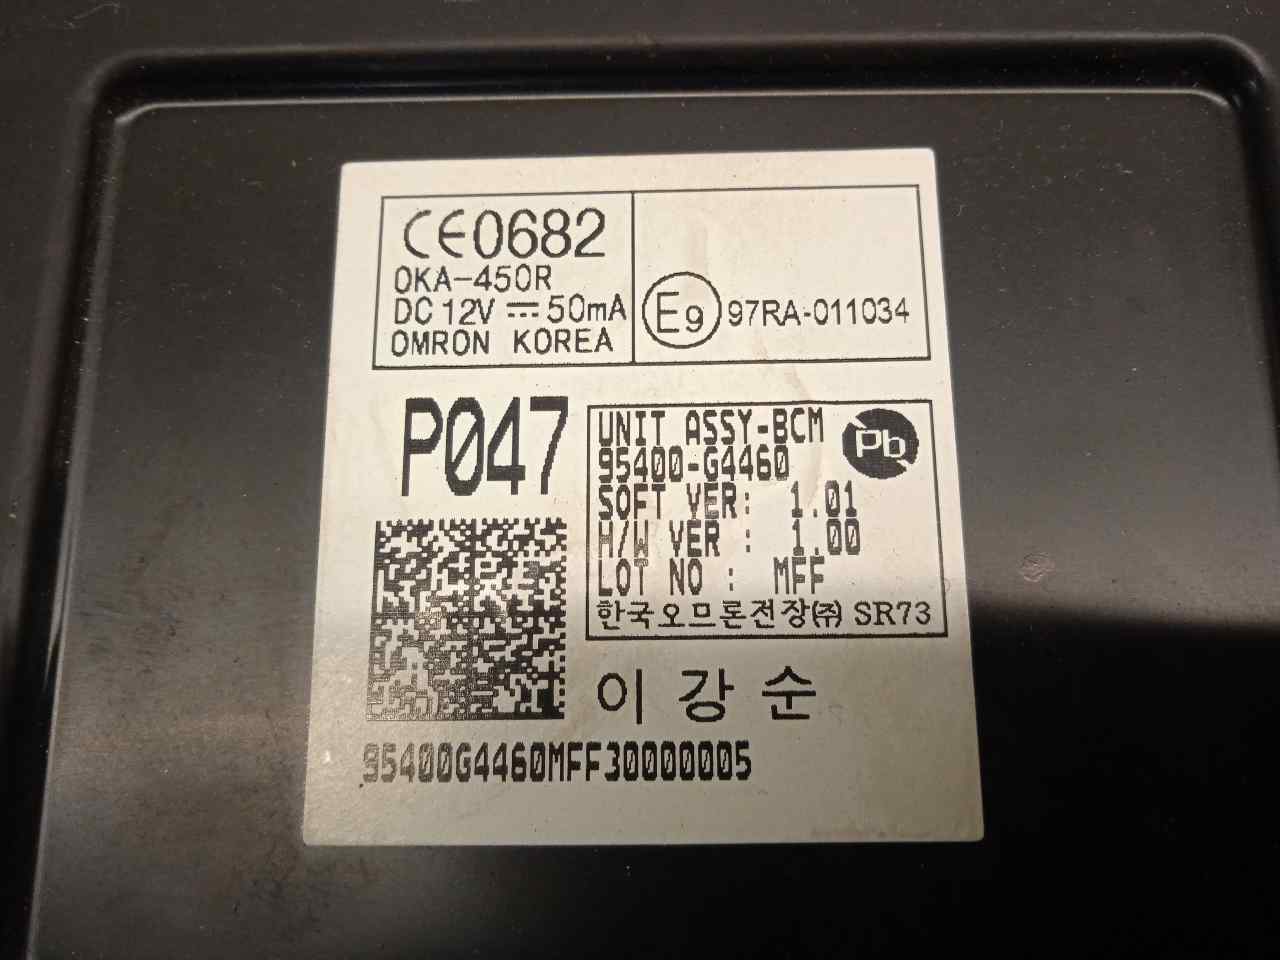 CE0682
OKA-450R
DC 12V ⎓ 50mA
OMRON KOREA
E9 97RA-011034
P047
UNIT ASSY-BCM
95400-G4460
Pb
SOFT VER: 1.01
H/W VER : 1.00
LOT NO : MFF
한국오므론전장㈜ SR73
이 강 순
95400G4460MFF30000005